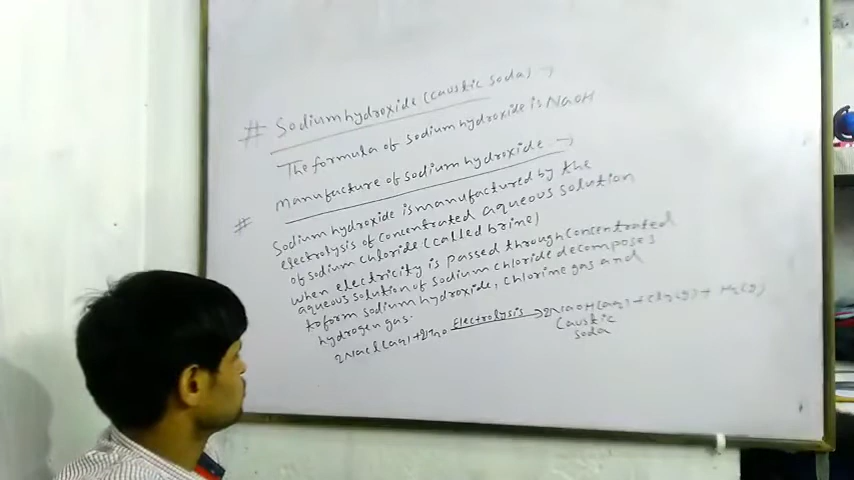 # Sodium hydroxide (caustic soda) →
The formula of sodium hydroxide is NaOH
manufacture of sodium hydroxide →
# Sodium hydroxide is manufactured by the
electrolysis of concentrated aqueous solution
of sodium chloride (called brine)
when electricity is passed through concentrated
aqueous solution of sodium chloride decomposes
to form sodium hydroxide, chlorine gas and
hydrogen gas.
2NaCl(aq) + 2H2O Electrolysis → 2NaOH(aq) + Cl2(g) + H2(g)
(caustic
soda